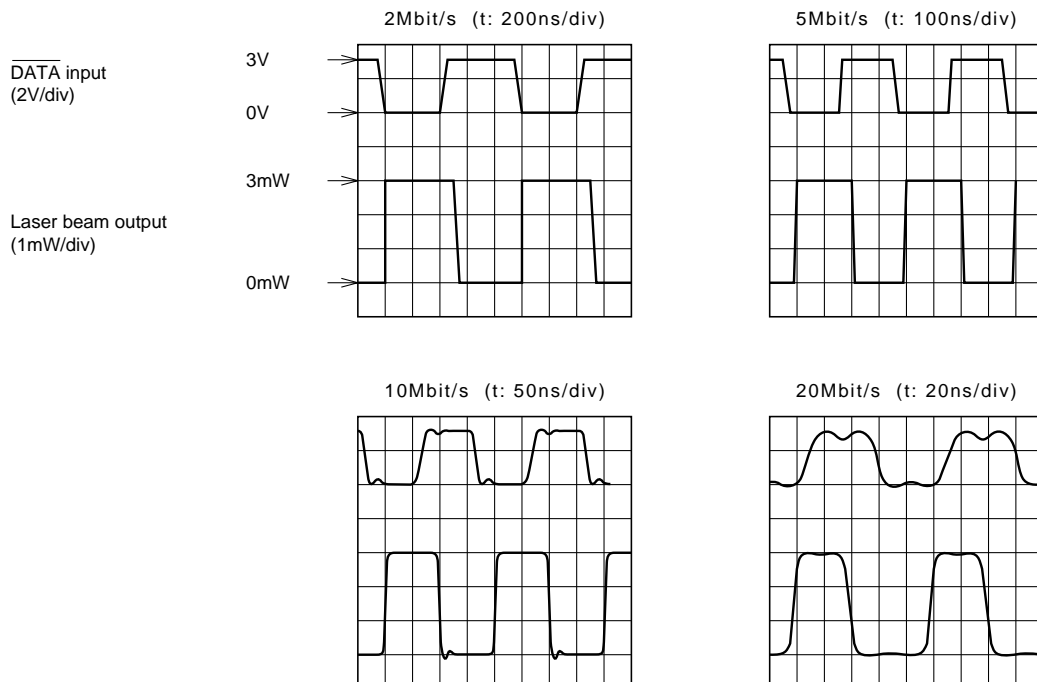 2Mbit/s (t: 200ns/div)
5Mbit/s (t: 100ns/div)
DATA input
(2V/div)
3V
0V
Laser beam output
(1mW/div)
3mW
0mW
10Mbit/s (t: 50ns/div)
20Mbit/s (t: 20ns/div)